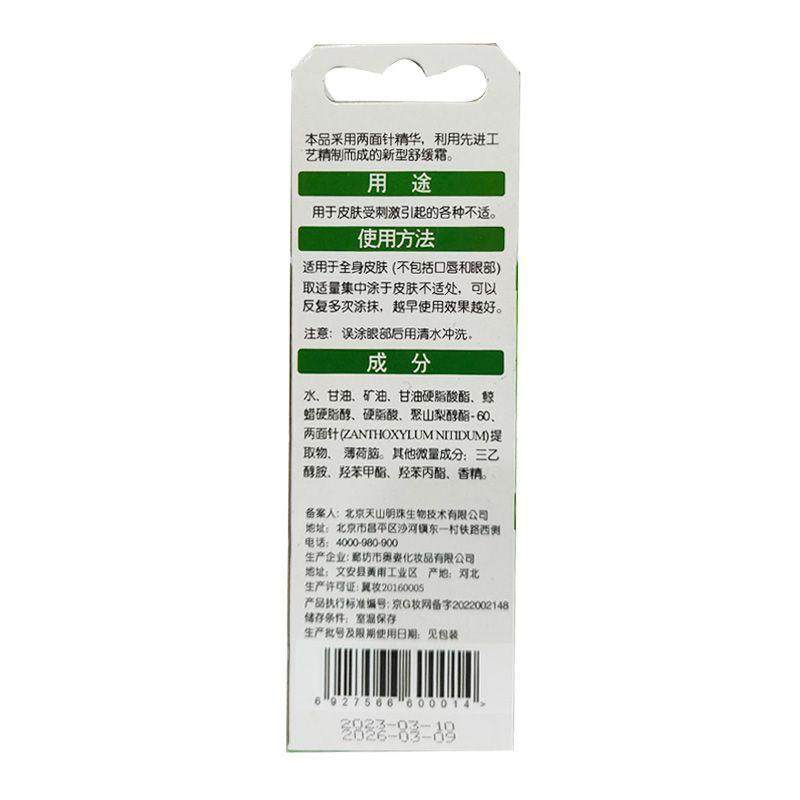 本品采用两面针精华，利用先进工
艺精制而成的新型舒缓霜。
用 途
用于皮肤受刺激引起的各种不适。
使用方法
适用于全身皮肤 (不包括口唇和眼部)
取适量集中涂于皮肤不适处，可以
反复多次涂抹，越早使用效果越好。
注意：误涂眼部后用清水冲洗。
成 分
水、甘油、矿油、甘油硬脂酸酯、鲸
蜡硬脂醇、硬脂酸、聚山梨醇酯-60、
两面针(ZANTHOXYLUM NITIDUM)提
取物、薄荷脑。其他微量成分：三乙
醇胺、羟苯甲酯、羟苯丙酯、香精。
备案人：北京天山明珠生物技术有限公司
地址：北京市昌平区沙河镇东一村铁路西侧
电话：4000-980-900
生产企业：廊坊市奥姿化妆品有限公司
地址：文安县黄甫工业区 产地：河北
生产许可证：冀妆20160005
产品执行标准编号：京G妆网备字2022002148
储存条件：室温保存
生产批号及限期使用日期：见包装
6 927566 600014 >
2023-03-10
2026-03-09